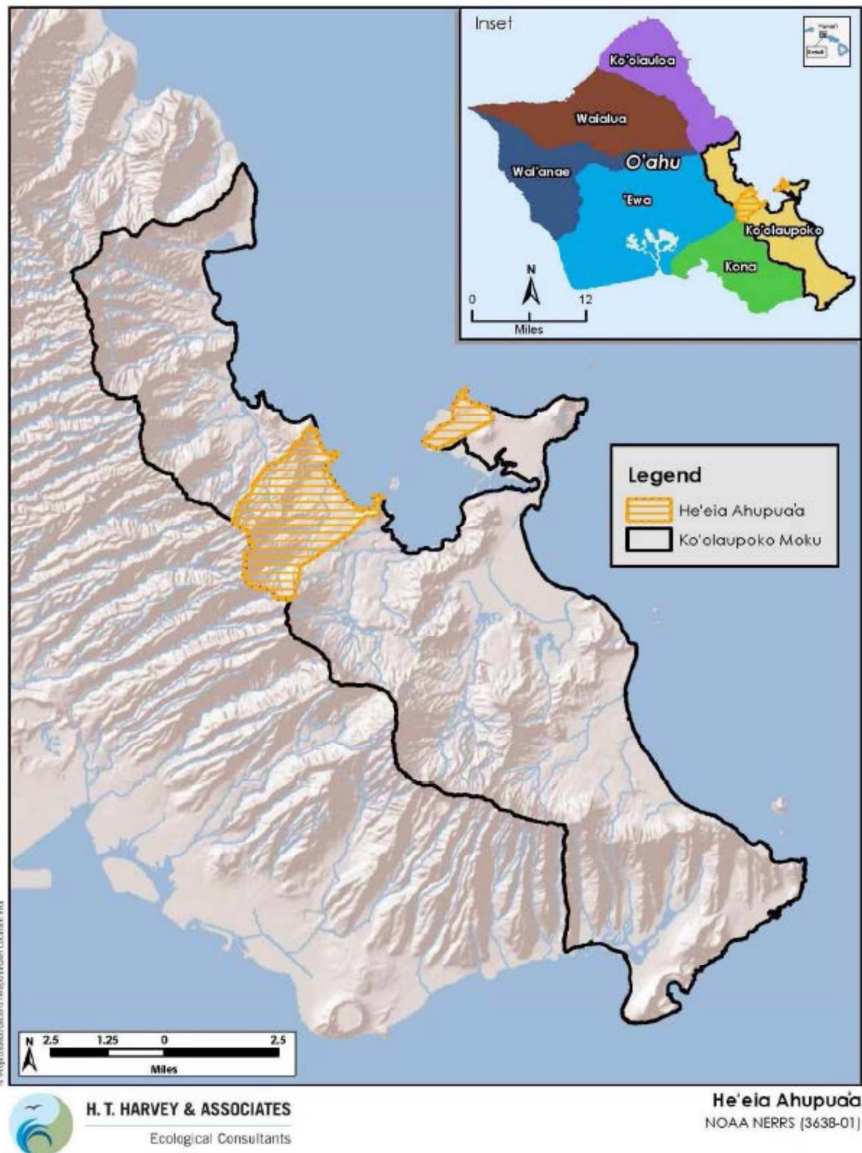 Inset
Ko'olauloa
Waialua
O'ahu
Wai'anae
'Ewa
Ko'olaupoko
Kona
N
0 12
Miles
Legend
He'eia Ahupua'a
Ko'olaupoko Moku
N 2.5 1.25 0 2.5
Miles
H. T. HARVEY & ASSOCIATES
Ecological Consultants
He'eia Ahupua'a
NOAA NERRS (3638-01)